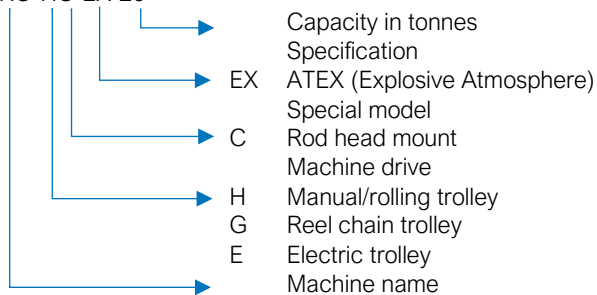 Capacity in tonnes
Specification
EX ATEX (Explosive Atmosphere)
Special model
C Rod head mount
Machine drive
H Manual/rolling trolley
G Reel chain trolley
E Electric trolley
Machine name